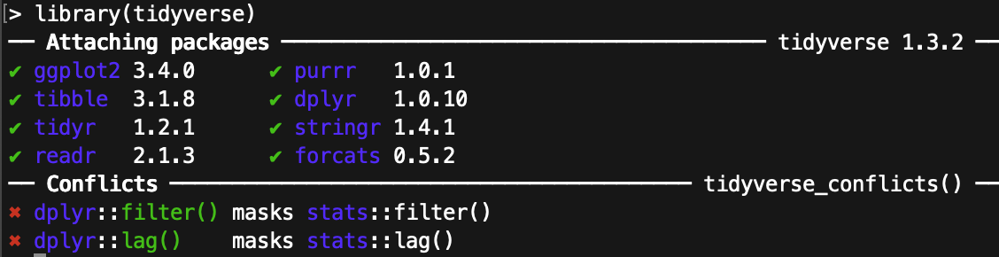 [> library(tidyverse)
── Attaching packages ──────────────────────────── tidyverse 1.3.2 ──
✔ ggplot2 3.4.0     ✔ purrr   1.0.1
✔ tibble  3.1.8     ✔ dplyr   1.0.10
✔ tidyr   1.2.1     ✔ stringr 1.4.1
✔ readr   2.1.3     ✔ forcats 0.5.2
── Conflicts ───────────────────────────── tidyverse_conflicts() ──
✖ dplyr::filter() masks stats::filter()
✖ dplyr::lag()    masks stats::lag()